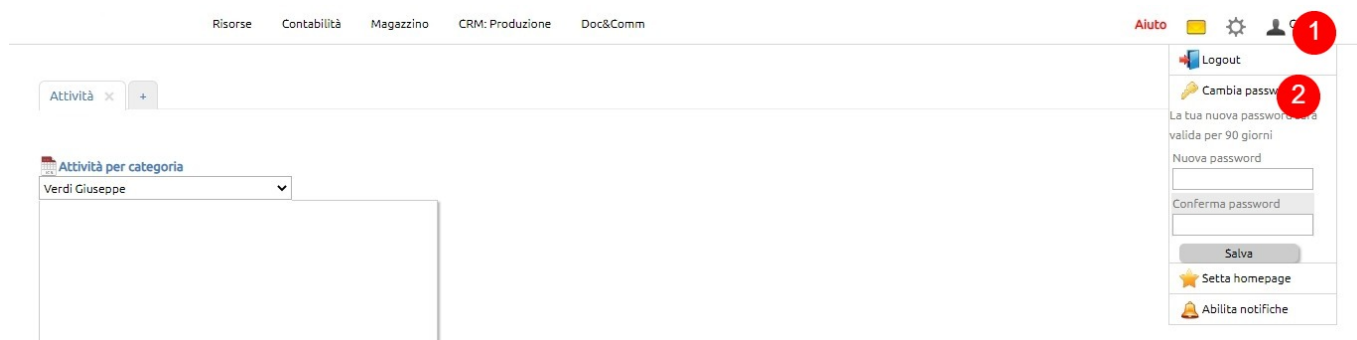 Risorse Contabilità Magazzino CRM: Produzione Doc&Comm Aiuto
1
Logout
Attività × +
Cambia
2
La tua nuova password
valida per 90 giorni
Attività per categoria
Nuova password
Verdi Giuseppe
Conferma password
Salva
Setta homepage
Abilita notifiche